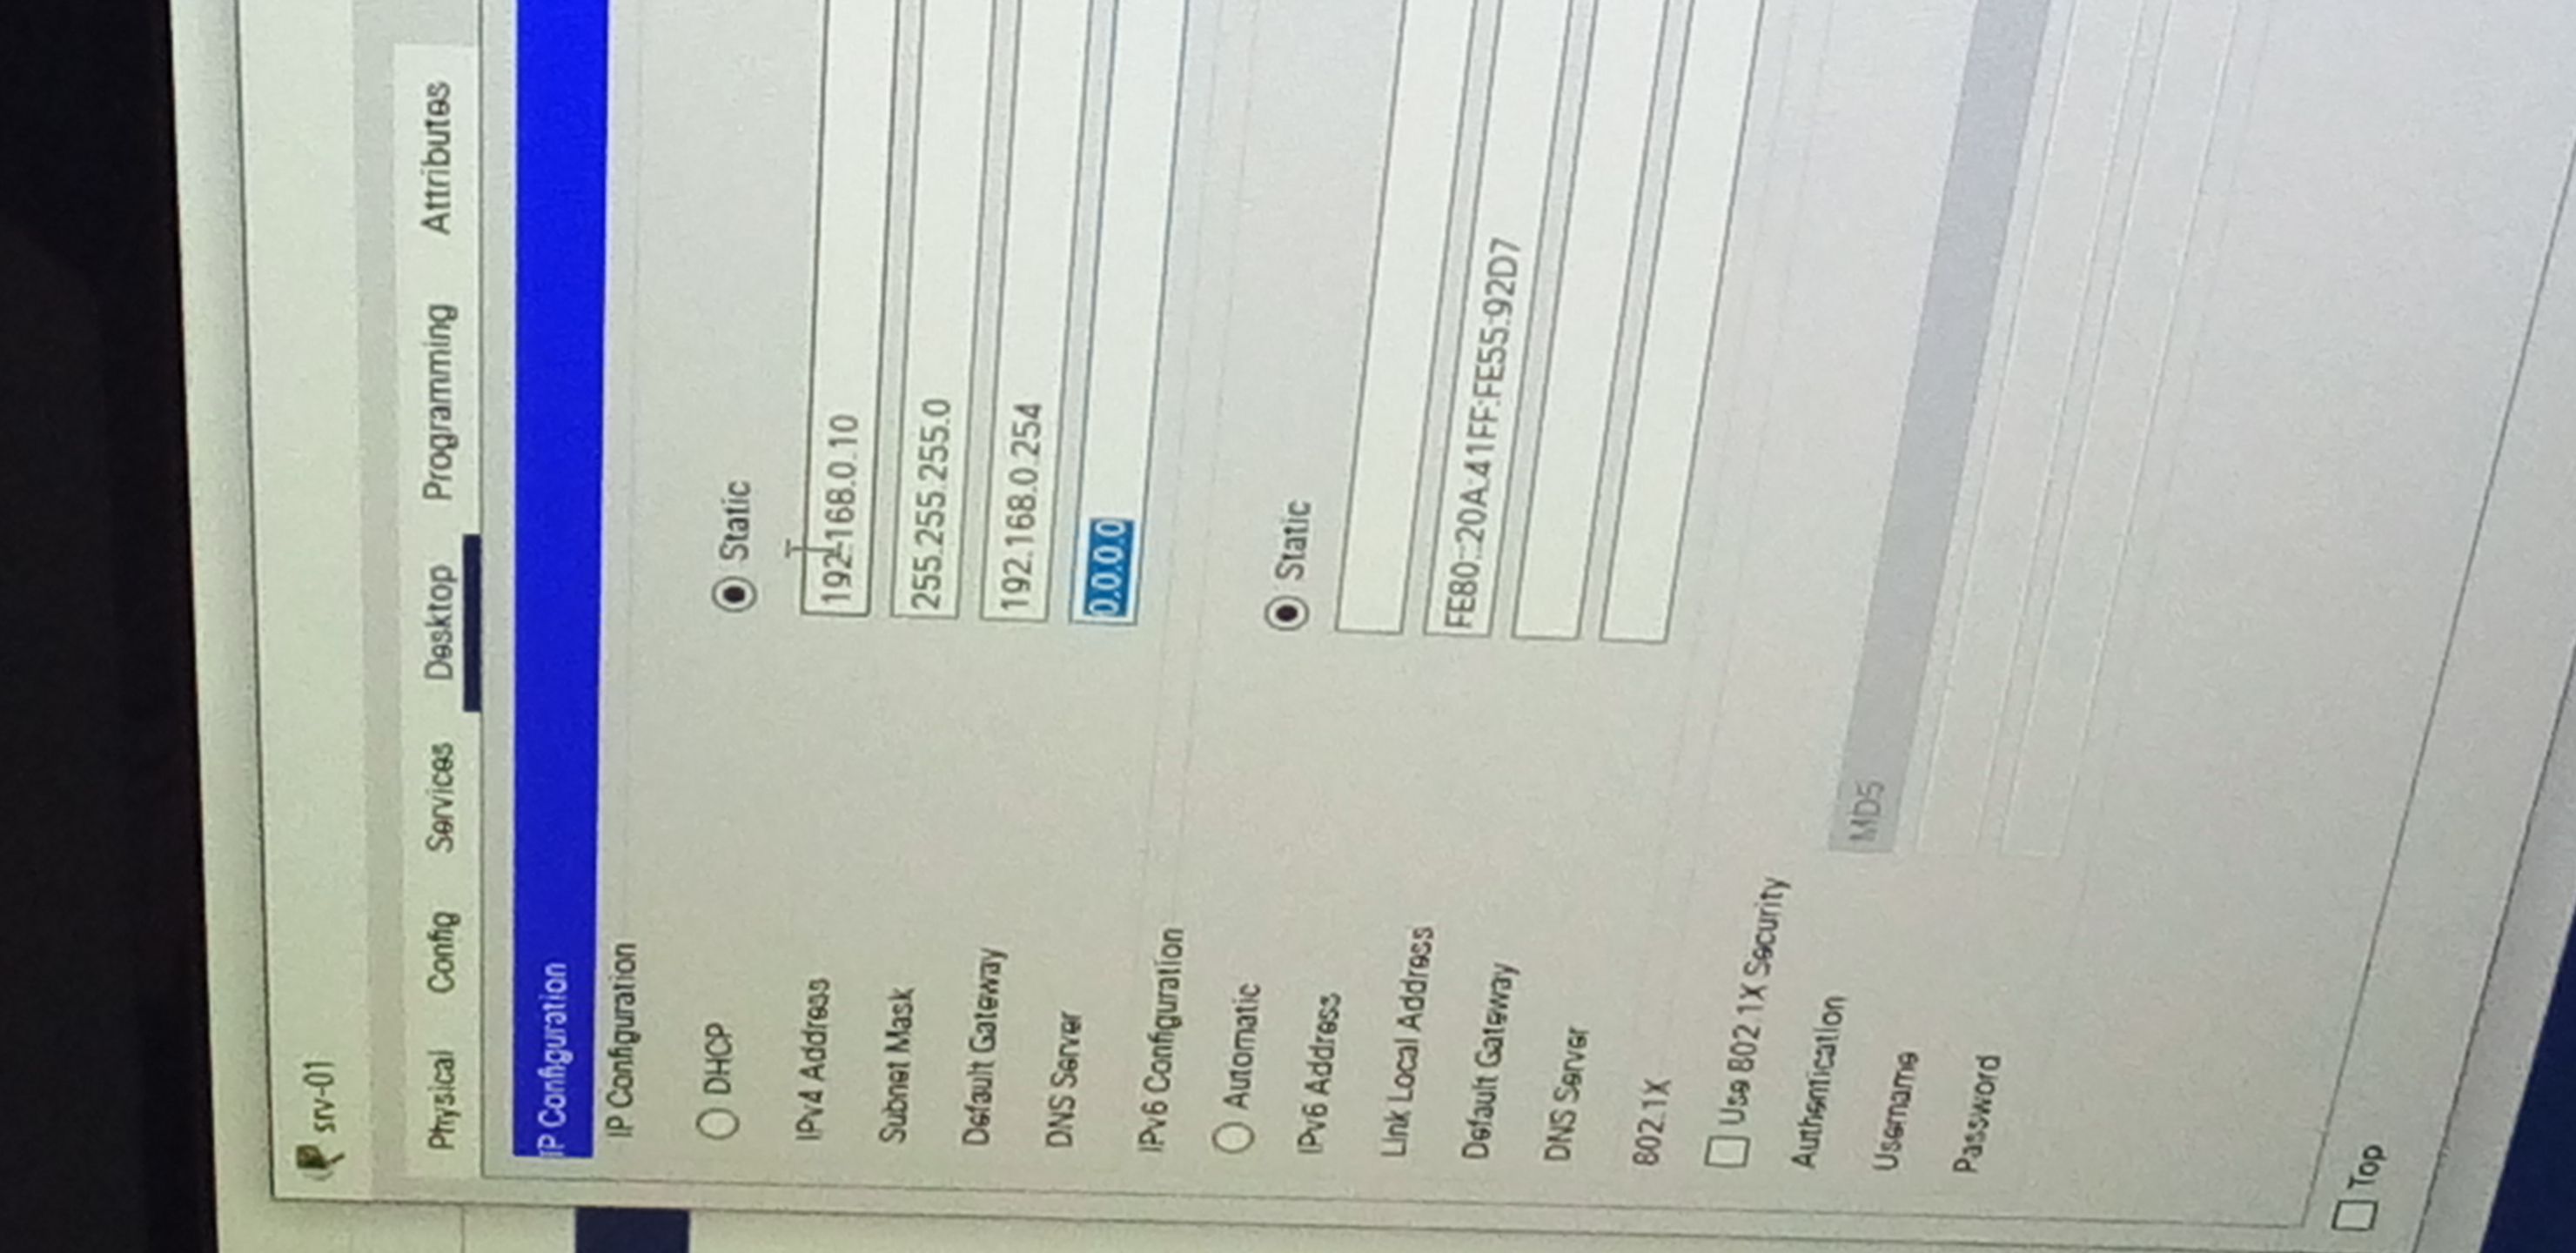 srv-01
Physical Config Services Desktop Programming Attributes
IP Configuration
IP Configuration
DHCP Static
IPv4 Address 192.168.0.10
Subnet Mask 255.255.255.0
Default Gateway 192.168.0.254
DNS Server 0.0.0.0
IPv6 Configuration
Automatic Static
IPv6 Address
Link Local Address FE80::20A:41FF:FE55:92D7
Default Gateway
DNS Server
802.1X
Use 802.1X Security
Authentication MD5
Username
Password
Top